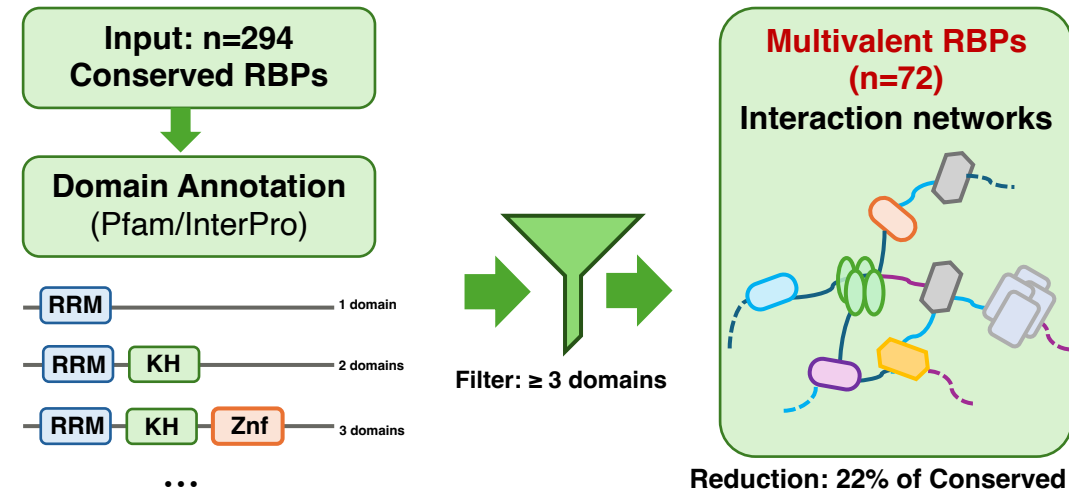 Input: n=294
Conserved RBPs
Domain Annotation
(Pfam/InterPro)
RRM
1 domain
RRM KH
2 domains
RRM KH Znf
3 domains
...
Filter: ≥ 3 domains
Multivalent RBPs
(n=72)
Interaction networks
Reduction: 22% of Conserved